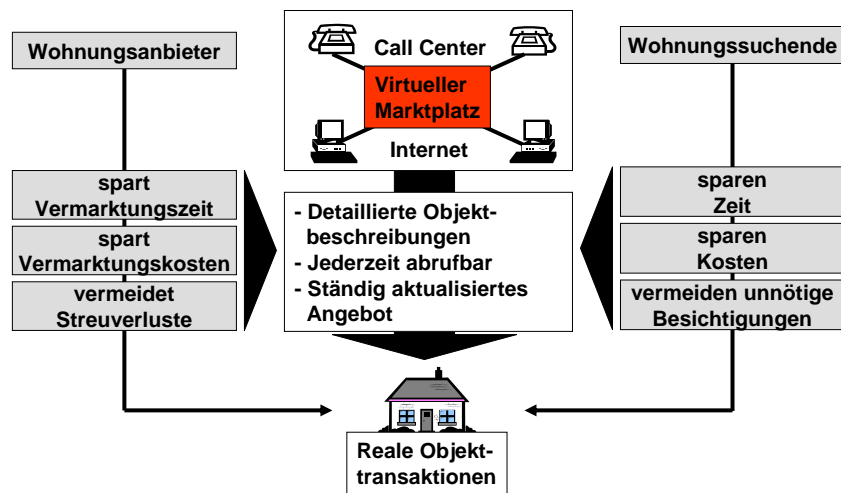 Wohnungsanbieter
spart
Vermarktungszeit
spart
Vermarktungskosten
vermeidet
Streuverluste
Call Center
Virtueller
Marktplatz
Internet
- Detaillierte Objekt-
beschreibungen
- Jederzeit abrufbar
- Ständig aktualisiertes
Angebot
Wohnungssuchende
sparen
Zeit
sparen
Kosten
vermeiden unnötige
Besichtigungen
Reale Objekt-
transaktionen